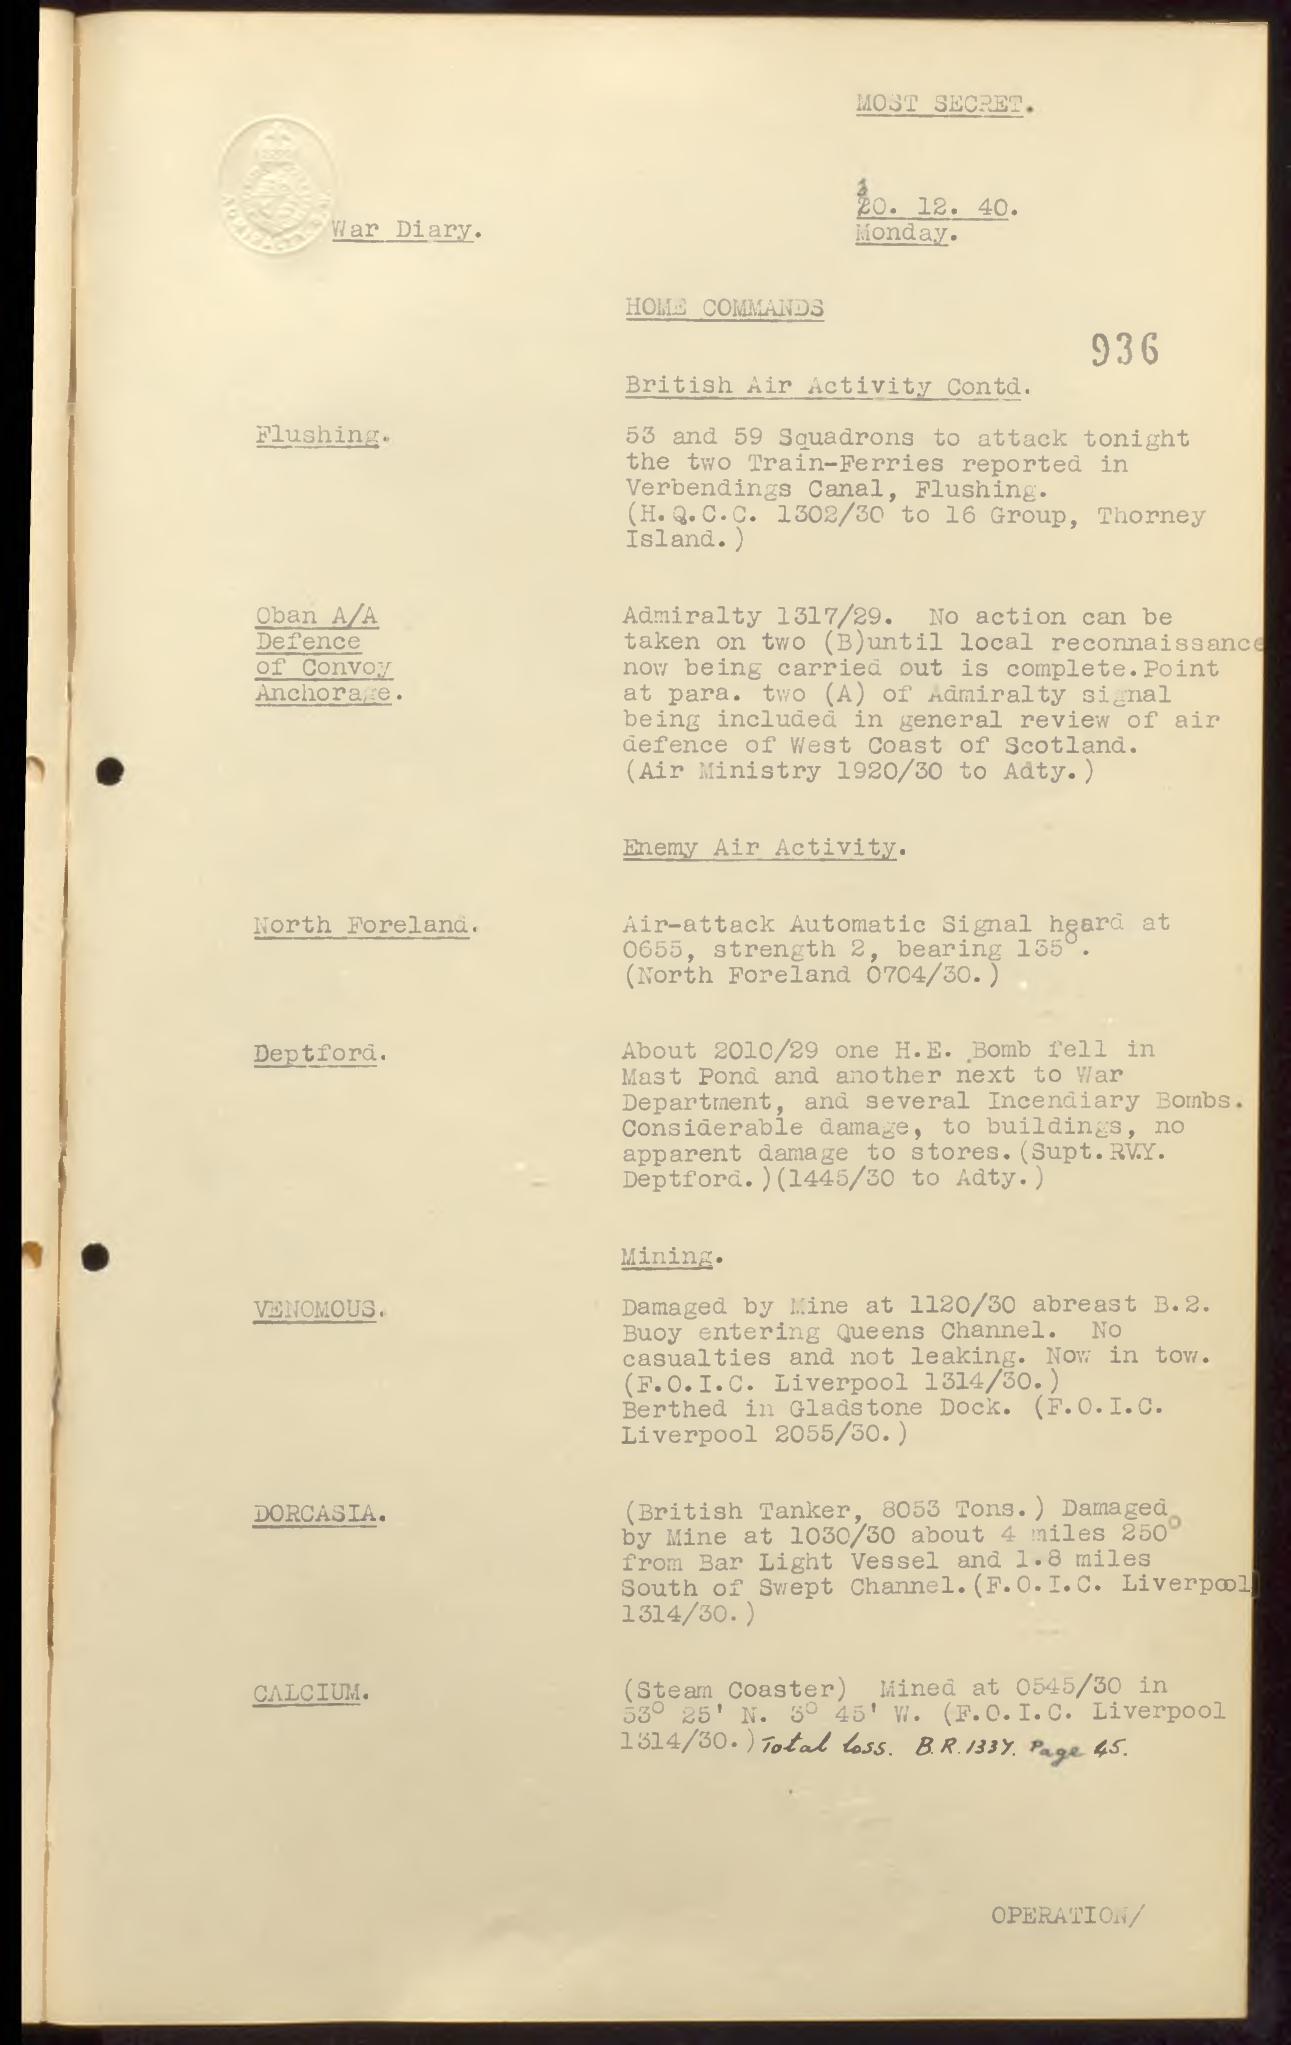 MOST SECRET.
30. 12. 40.
War Diary.
Monday.
HOME COMMANDS
936
British Air Activity Contd.
Flushing.
53 and 59 Squadrons to attack tonight
the two Train-Ferries reported in
Verbendings Canal, Flushing.
(H.Q.C.C. 1302/30 to 16 Group, Thorney
Island.)
Oban A/A
Defence
of Convoy
Anchorage.
Admiralty 1317/29. No action can be
taken on two (B)until local reconnaissance
now being carried out is complete.Point
at para. two (A) of Admiralty signal
being included in general review of air
defence of West Coast of Scotland.
(Air Ministry 1920/30 to Adty.)
Enemy Air Activity.
North Foreland.
Air-attack Automatic Signal heard at
0655, strength 2, bearing 135°.
(North Foreland 0704/30.)
Deptford.
About 2010/29 one H.E. Bomb fell in
Mast Pond and another next to War
Department, and several Incendiary Bombs.
Considerable damage, to buildings, no
apparent damage to stores.(Supt.RV.Y.
Deptford.)(1445/30 to Adty.)
Mining.
VENOMOUS.
Damaged by Mine at 1120/30 abreast B.2.
Buoy entering Queens Channel. No
casualties and not leaking. Now in tow.
(F.O.I.C. Liverpool 1314/30.)
Berthed in Gladstone Dock. (F.O.I.C.
Liverpool 2055/30.)
DORCASIA.
(British Tanker, 8053 Tons.) Damaged
by Mine at 1030/30 about 4 miles 250°
from Bar Light Vessel and 1.8 miles
South of Swept Channel.(F.O.I.C. Liverpool
1314/30.)
CALCIUM.
(Steam Coaster) Mined at 0545/30 in
53° 25' N. 3° 45' W. (F.O.I.C. Liverpool
1314/30.) Total loss. B.R.1337. Page 45.
OPERATION/